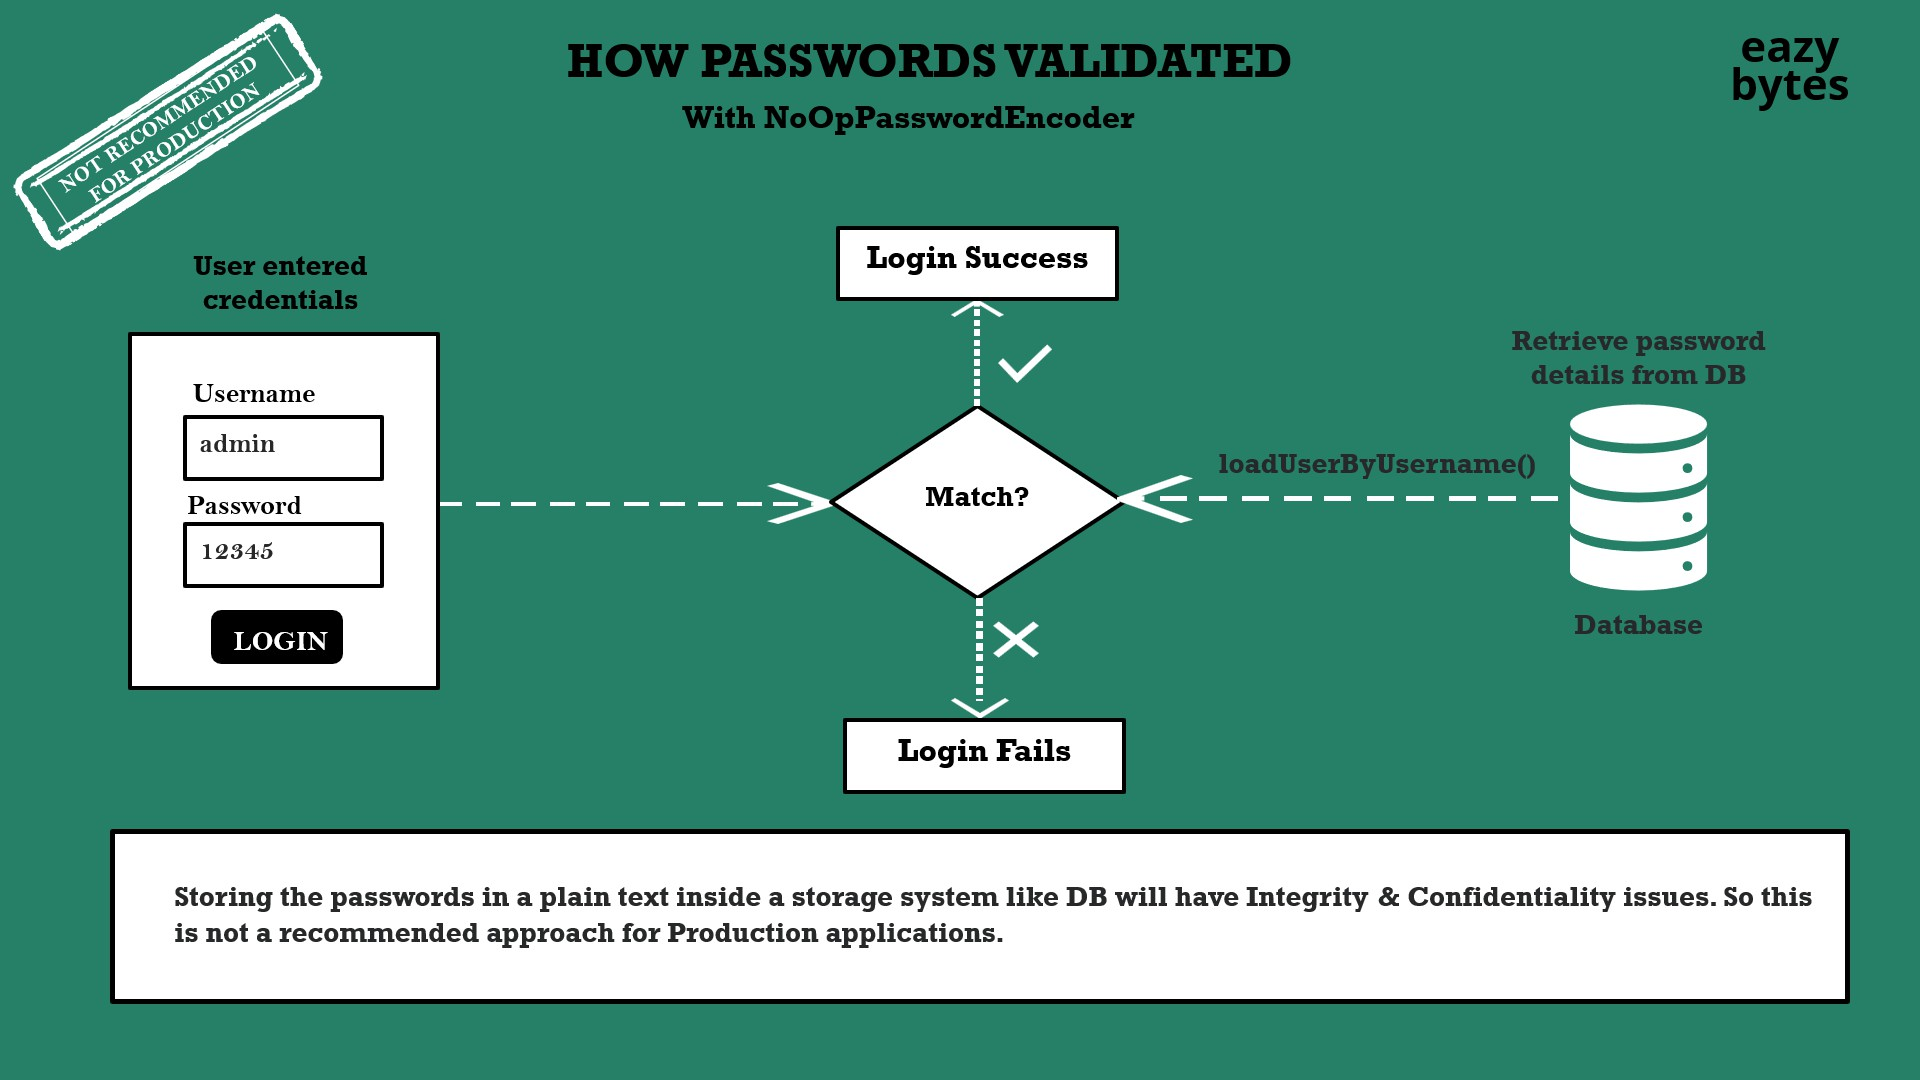 NOT RECOMMENDED
FOR PRODUCTION
HOW PASSWORDS VALIDATED
With NoOpPasswordEncoder
eazy
bytes
User entered
credentials
Username
admin
Password
12345
LOGIN
Login Success
Match?
Login Fails
loadUserByUsername()
Retrieve password
details from DB
Database
Storing the passwords in a plain text inside a storage system like DB will have Integrity & Confidentiality issues. So this
is not a recommended approach for Production applications.